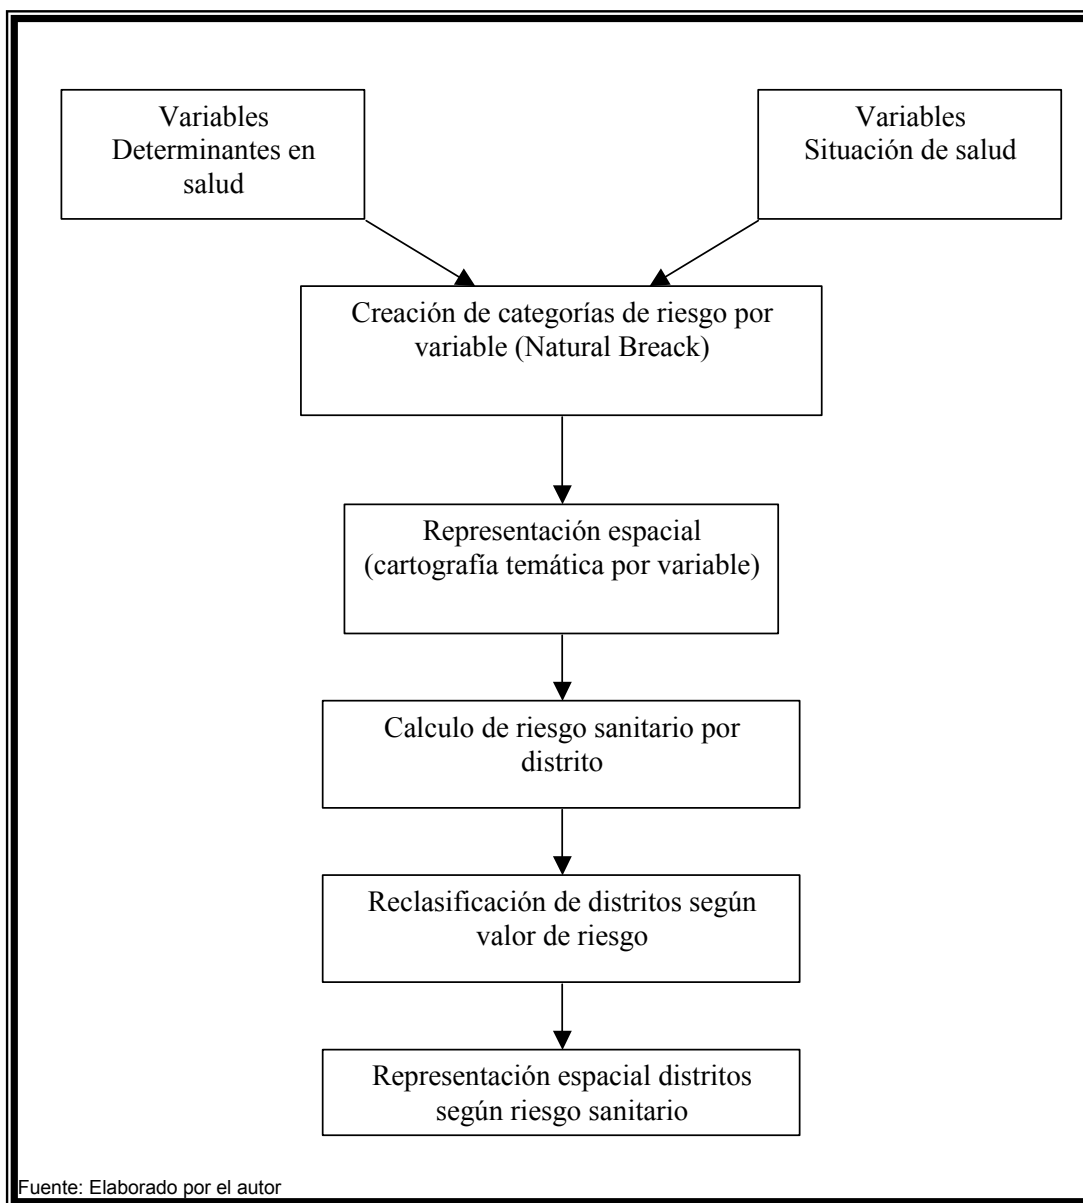 Variables
Determinantes en
salud
Variables
Situación de salud
Creación de categorías de riesgo por
variable (Natural Breack)
Representación espacial
(cartografía temática por variable)
Calculo de riesgo sanitario por
distrito
Reclasificación de distritos según
valor de riesgo
Representación espacial distritos
según riesgo sanitario
Fuente: Elaborado por el autor